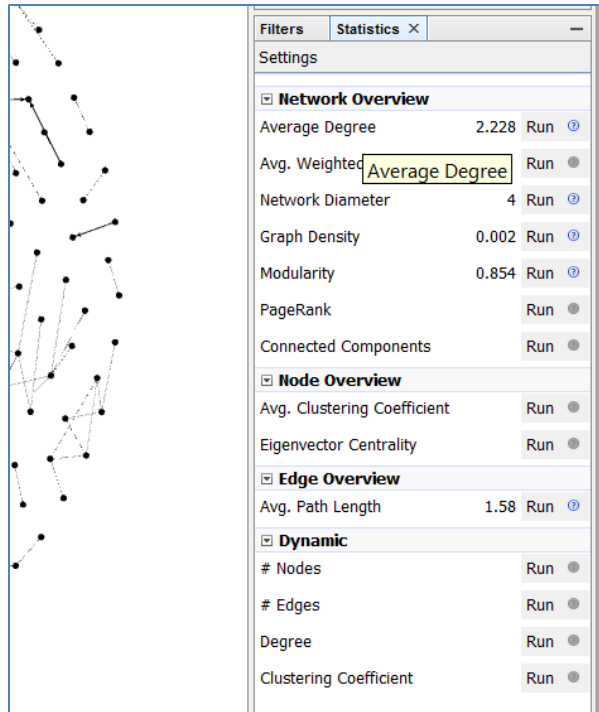 Filters Statistics ×
Settings
Network Overview
Average Degree 2.228 Run
Avg. Weighted Run
Average Degree
Network Diameter 4 Run
Graph Density 0.002 Run
Modularity 0.854 Run
PageRank Run
Connected Components Run
Node Overview
Avg. Clustering Coefficient Run
Eigenvector Centrality Run
Edge Overview
Avg. Path Length 1.58 Run
Dynamic
# Nodes Run
# Edges Run
Degree Run
Clustering Coefficient Run